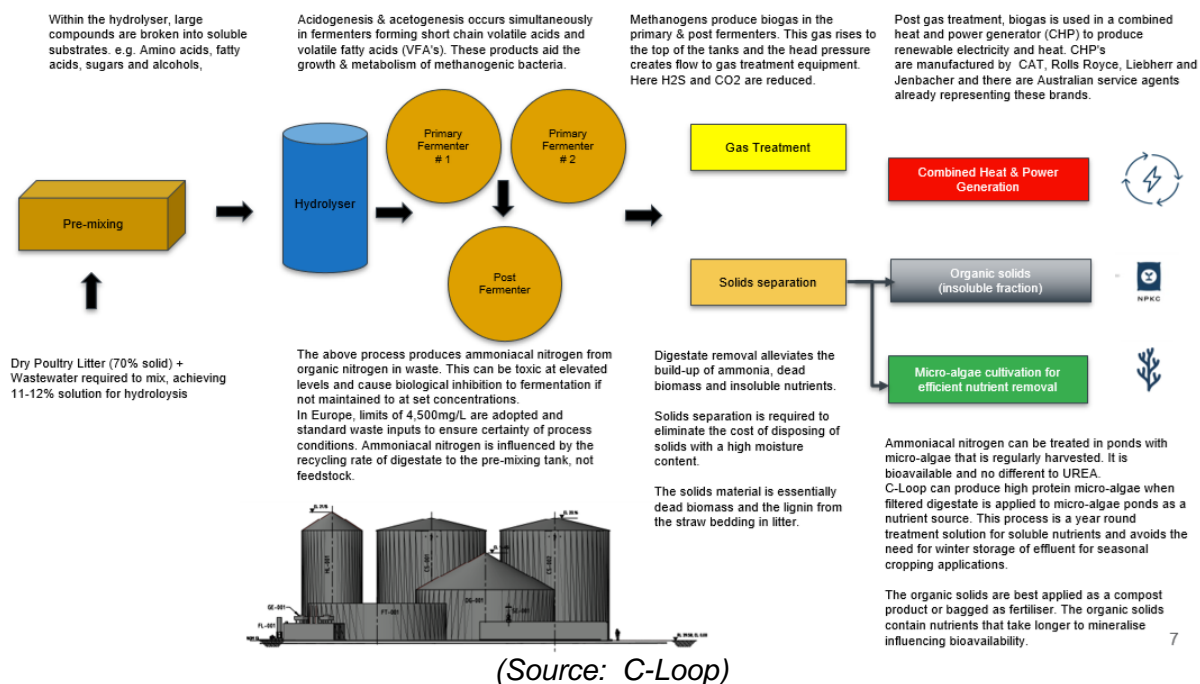 Within the hydrolyser, large
compounds are broken into soluble
substrates. e.g. Amino acids, fatty
acids, sugars and alcohols,
Acidogenesis & acetogenesis occurs simultaneously
in fermenters forming short chain volatile acids and
volatile fatty acids (VFA's). These products aid the
growth & metabolism of methanogenic bacteria.
Methanogens produce biogas in the
primary & post fermenters. This gas rises to
the top of the tanks and the head pressure
creates flow to gas treatment equipment.
Here H2S and CO2 are reduced.
Post gas treatment, biogas is used in a combined
heat and power generator (CHP) to produce
renewable electricity and heat. CHP's
are manufactured by CAT, Rolls Royce, Liebherr and
Jenbacher and there are Australian service agents
already representing these brands.
Pre-mixing
Hydrolyser
Primary
Fermenter
# 1
Primary
Fermenter
# 2
Post
Fermenter
Gas Treatment
Combined Heat & Power
Generation
Solids separation
Organic solids
(insoluble fraction)
NPKC
Micro-algae cultivation for
efficient nutrient removal
Dry Poultry Litter (70% solid) +
Wastewater required to mix, achieving
11-12% solution for hydroloysis
The above process produces ammoniacal nitrogen from
organic nitrogen in waste. This can be toxic at elevated
levels and cause biological inhibition to fermentation if
not maintained to at set concentrations.
In Europe, limits of 4,500mg/L are adopted and
standard waste inputs to ensure certainty of process
conditions. Ammoniacal nitrogen is influenced by the
recycling rate of digestate to the pre-mixing tank, not
feedstock.
Digestate removal alleviates the
build-up of ammonia, dead
biomass and insoluble nutrients.
Solids separation is required to
eliminate the cost of disposing of
solids with a high moisture
content.
The solids material is essentially
dead biomass and the lignin from
the straw bedding in litter.
Ammoniacal nitrogen can be treated in ponds with
micro-algae that is regularly harvested. It is
bioavailable and no different to UREA.
C-Loop can produce high protein micro-algae when
filtered digestate is applied to micro-algae ponds as a
nutrient source. This process is a year round
treatment solution for soluble nutrients and avoids the
need for winter storage of effluent for seasonal
cropping applications.
The organic solids are best applied as a compost
product or bagged as fertiliser. The organic solids
contain nutrients that take longer to mineralise
influencing bioavailability.
HL-001
GE-001
FL-001
FT-001
DG-001
7
(Source: C-Loop)